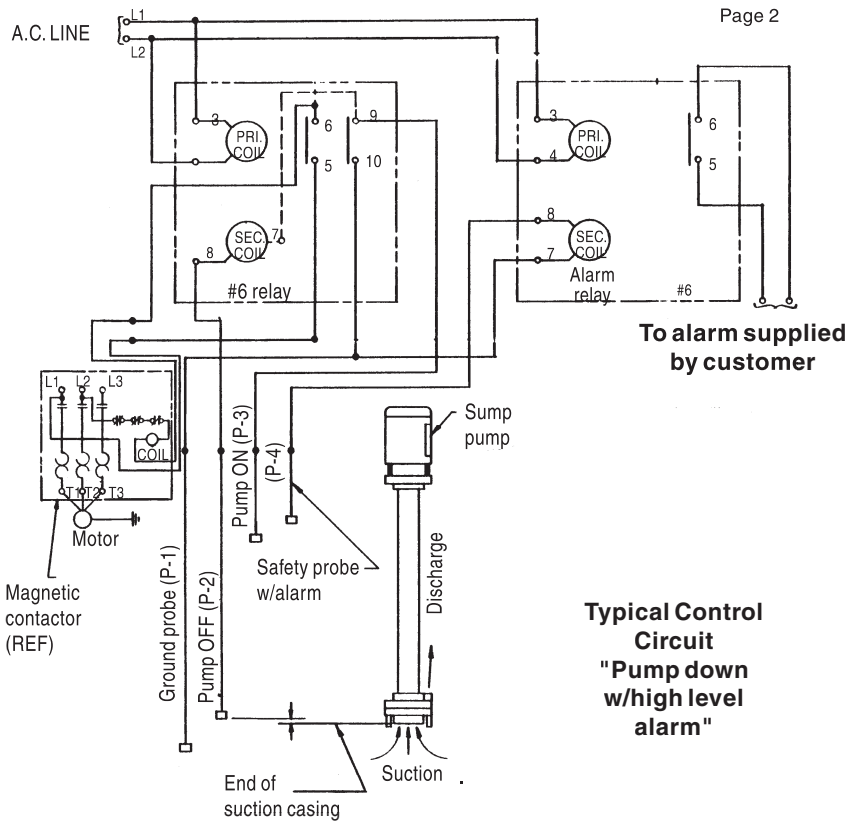 Page 2
A.C. LINE
L1
L2
3
PRI.
COIL
6
5
9
10
8
SEC.
COIL
7
#6 relay
3
4
PRI.
COIL
6
5
8
7
SEC.
COIL
Alarm
relay
#6
To alarm supplied
by customer
L1 L2 L3
COIL
T1 T2 T3
Motor
Magnetic
contactor
(REF)
Ground probe (P-1)
Pump OFF (P-2)
Pump ON (P-3)
(P-4)
Safety probe
w/alarm
Sump
pump
Discharge
Suction
End of
suction casing
Typical Control
Circuit
"Pump down
w/high level
alarm"